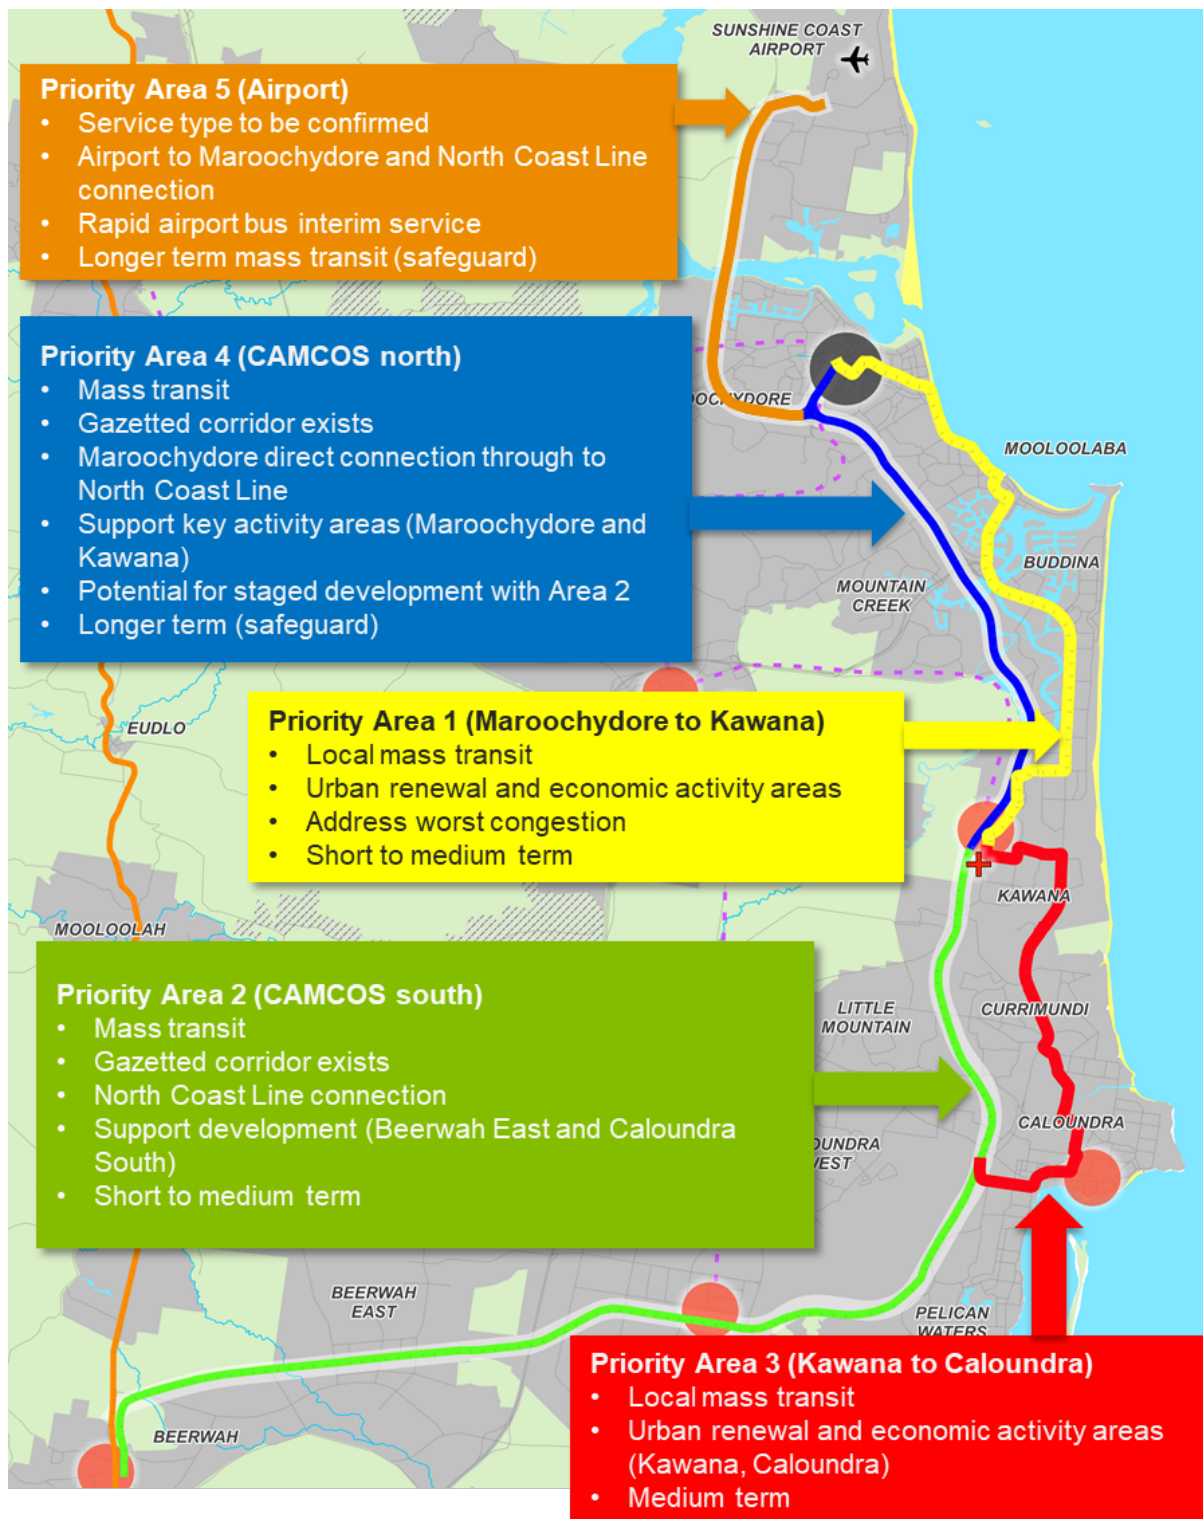 SUNSHINE COAST
AIRPORT
Priority Area 5 (Airport)
• Service type to be confirmed
• Airport to Maroochydore and North Coast Line
connection
• Rapid airport bus interim service
• Longer term mass transit (safeguard)
Priority Area 4 (CAMCOS north)
• Mass transit
• Gazetted corridor exists
• Maroochydore direct connection through to
North Coast Line
• Support key activity areas (Maroochydore and
Kawana)
• Potential for staged development with Area 2
• Longer term (safeguard)
OCHYDORE
MOOLOOLABA
BUDDINA
MOUNTAIN
CREEK
EUDLO
Priority Area 1 (Maroochydore to Kawana)
• Local mass transit
• Urban renewal and economic activity areas
• Address worst congestion
• Short to medium term
KAWANA
MOOLOOLAH
Priority Area 2 (CAMCOS south)
• Mass transit
• Gazetted corridor exists
• North Coast Line connection
• Support development (Beerwah East and Caloundra
South)
• Short to medium term
LITTLE
MOUNTAIN
CURRIMUNDI
CALOUNDRA
OUNDRA
WEST
BEERWAH
EAST
PELICAN
WATERS
BEERWAH
Priority Area 3 (Kawana to Caloundra)
• Local mass transit
• Urban renewal and economic activity areas
(Kawana, Caloundra)
• Medium term